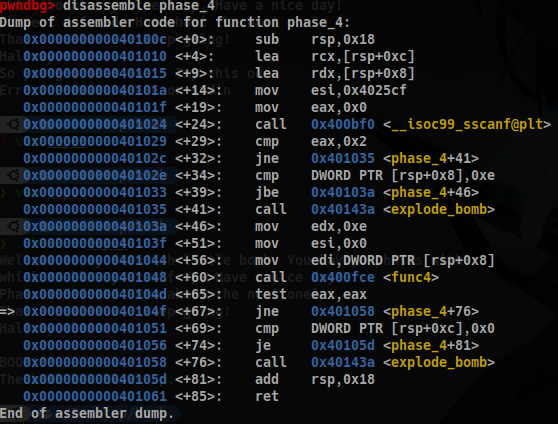 pwndbg> disassemble phase_4
Dump of assembler code for function phase_4:
   0x000000000040100c <+0>:     sub    rsp,0x18
   0x0000000000401010 <+4>:     lea    rcx,[rsp+0xc]
   0x0000000000401015 <+9>:     lea    rdx,[rsp+0x8]
   0x000000000040101a <+14>:    mov    esi,0x4025cf
   0x000000000040101f <+19>:    mov    eax,0x0
   0x0000000000401024 <+24>:    call   0x400bf0 <__isoc99_sscanf@plt>
   0x0000000000401029 <+29>:    cmp    eax,0x2
   0x000000000040102c <+32>:    jne    0x401035 <phase_4+41>
   0x000000000040102e <+34>:    cmp    DWORD PTR [rsp+0x8],0xe
   0x0000000000401033 <+39>:    jbe    0x40103a <phase_4+46>
   0x0000000000401035 <+41>:    call   0x40143a <explode_bomb>
   0x000000000040103a <+46>:    mov    edx,0xe
   0x000000000040103f <+51>:    mov    esi,0x0
   0x0000000000401044 <+56>:    mov    edi,DWORD PTR [rsp+0x8]
   0x0000000000401048 <+60>:    call   0x400fce <func4>
   0x000000000040104d <+65>:    test   eax,eax
=> 0x000000000040104f <+67>:    jne    0x401058 <phase_4+76>
   0x0000000000401051 <+69>:    cmp    DWORD PTR [rsp+0xc],0x0
   0x0000000000401056 <+74>:    je     0x40105d <phase_4+81>
   0x0000000000401058 <+76>:    call   0x40143a <explode_bomb>
   0x000000000040105d <+81>:    add    rsp,0x18
   0x0000000000401061 <+85>:    ret
End of assembler dump.